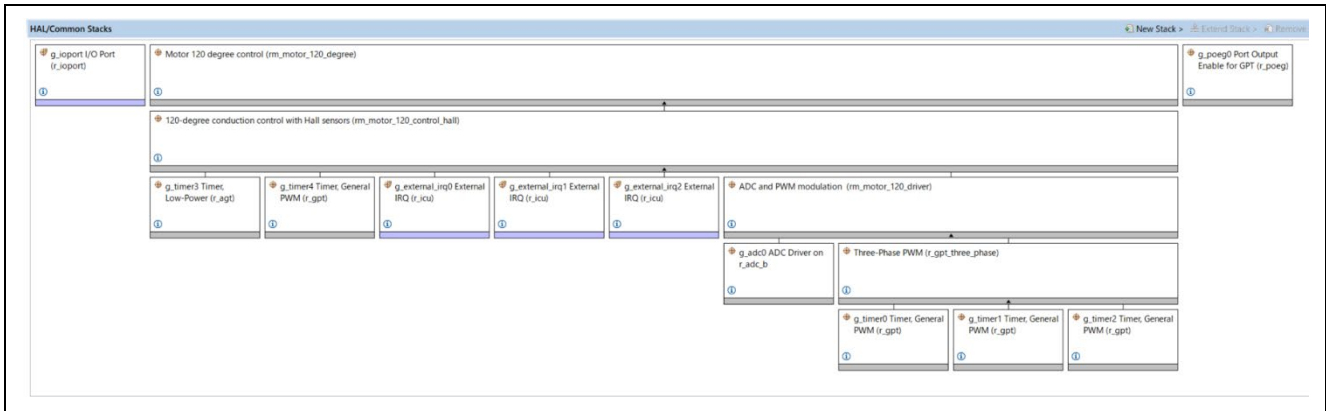 HAL/Common Stacks
New Stack > Extend Stack > Remove
g_ioport I/O Port
(r_ioport)
Motor 120 degree control (rm_motor_120_degree)
g_poeg0 Port Output
Enable for GPT (r_poeg)
120-degree conduction control with Hall sensors (rm_motor_120_control_hall)
g_timer3 Timer,
Low-Power (r_agt)
g_timer4 Timer, General
PWM (r_gpt)
g_external_irq0 External
IRQ (r_icu)
g_external_irq1 External
IRQ (r_icu)
g_external_irq2 External
IRQ (r_icu)
ADC and PWM modulation (rm_motor_120_driver)
g_adc0 ADC Driver on
r_adc_b
Three-Phase PWM (r_gpt_three_phase)
g_timer0 Timer, General
PWM (r_gpt)
g_timer1 Timer, General
PWM (r_gpt)
g_timer2 Timer, General
PWM (r_gpt)